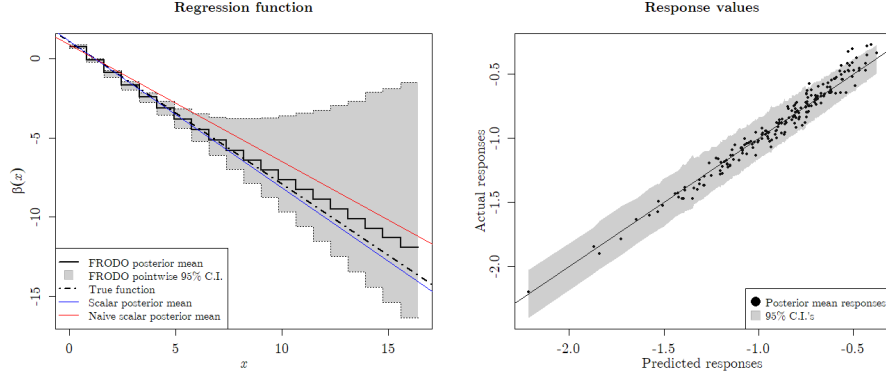 Regression function
0
-5
-10
-15
β(x)
0
5
10
15
x
FRODO posterior mean
FRODO pointwise 95% C.I.
True function
Scalar posterior mean
Naive scalar posterior mean
Response values
-0.5
-1.0
-1.5
-2.0
Actual responses
-2.0
-1.5
-1.0
-0.5
Predicted responses
Posterior mean responses
95% C.I.'s